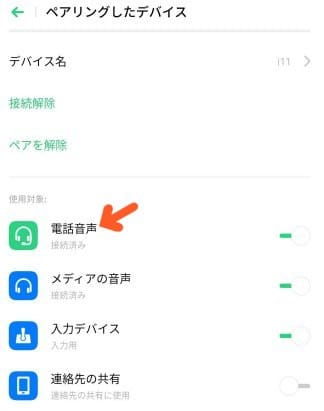 ペアリングしたデバイス
デバイス名 i11
接続解除
ペアを解除
使用対象:
電話音声
接続済み
メディアの音声
接続済み
入力デバイス
入力用
連絡先の共有
連絡先の共有に使用